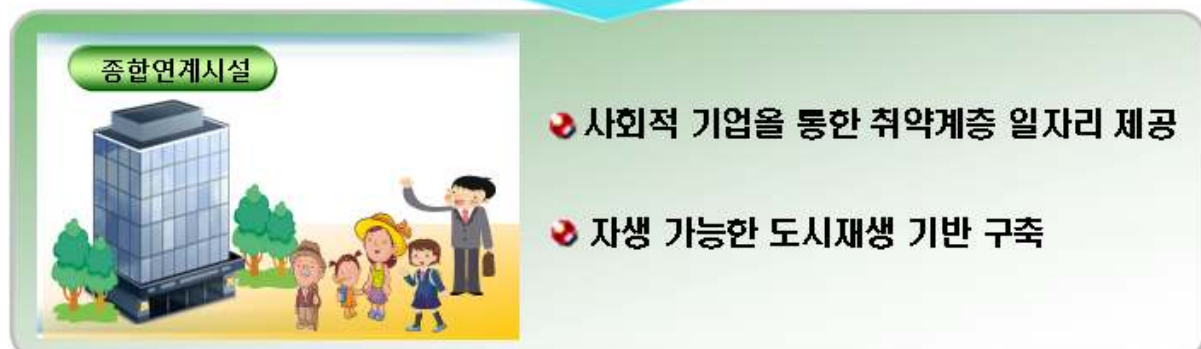 종합연계시설
사회적 기업을 통한 취약계층 일자리 제공
자생 가능한 도시재생 기반 구축